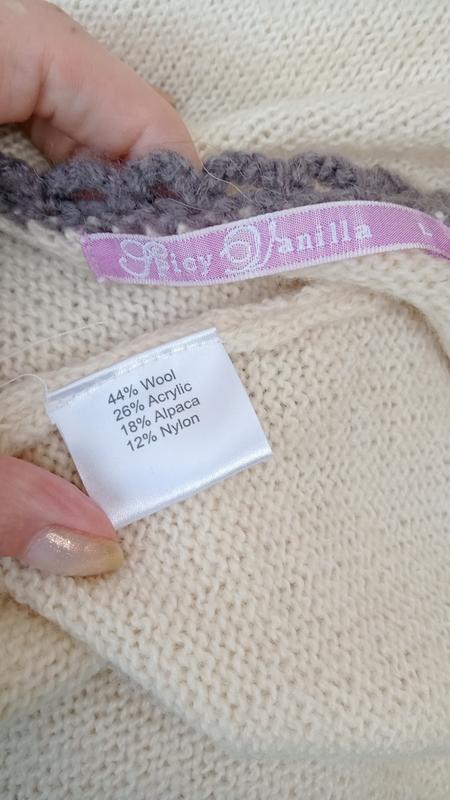 Spicy Vanilla L
44% Wool
26% Acrylic
18% Alpaca
12% Nylon